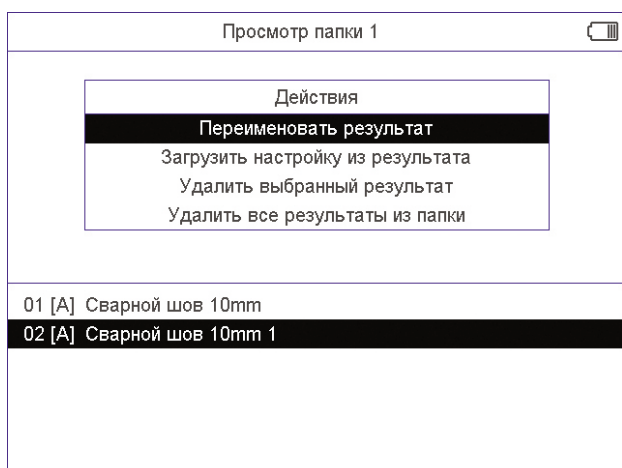 Просмотр папки 1
Действия
Переименовать результат
Загрузить настройку из результата
Удалить выбранный результат
Удалить все результаты из папки
01 [A] Сварной шов 10mm
02 [A] Сварной шов 10mm 1